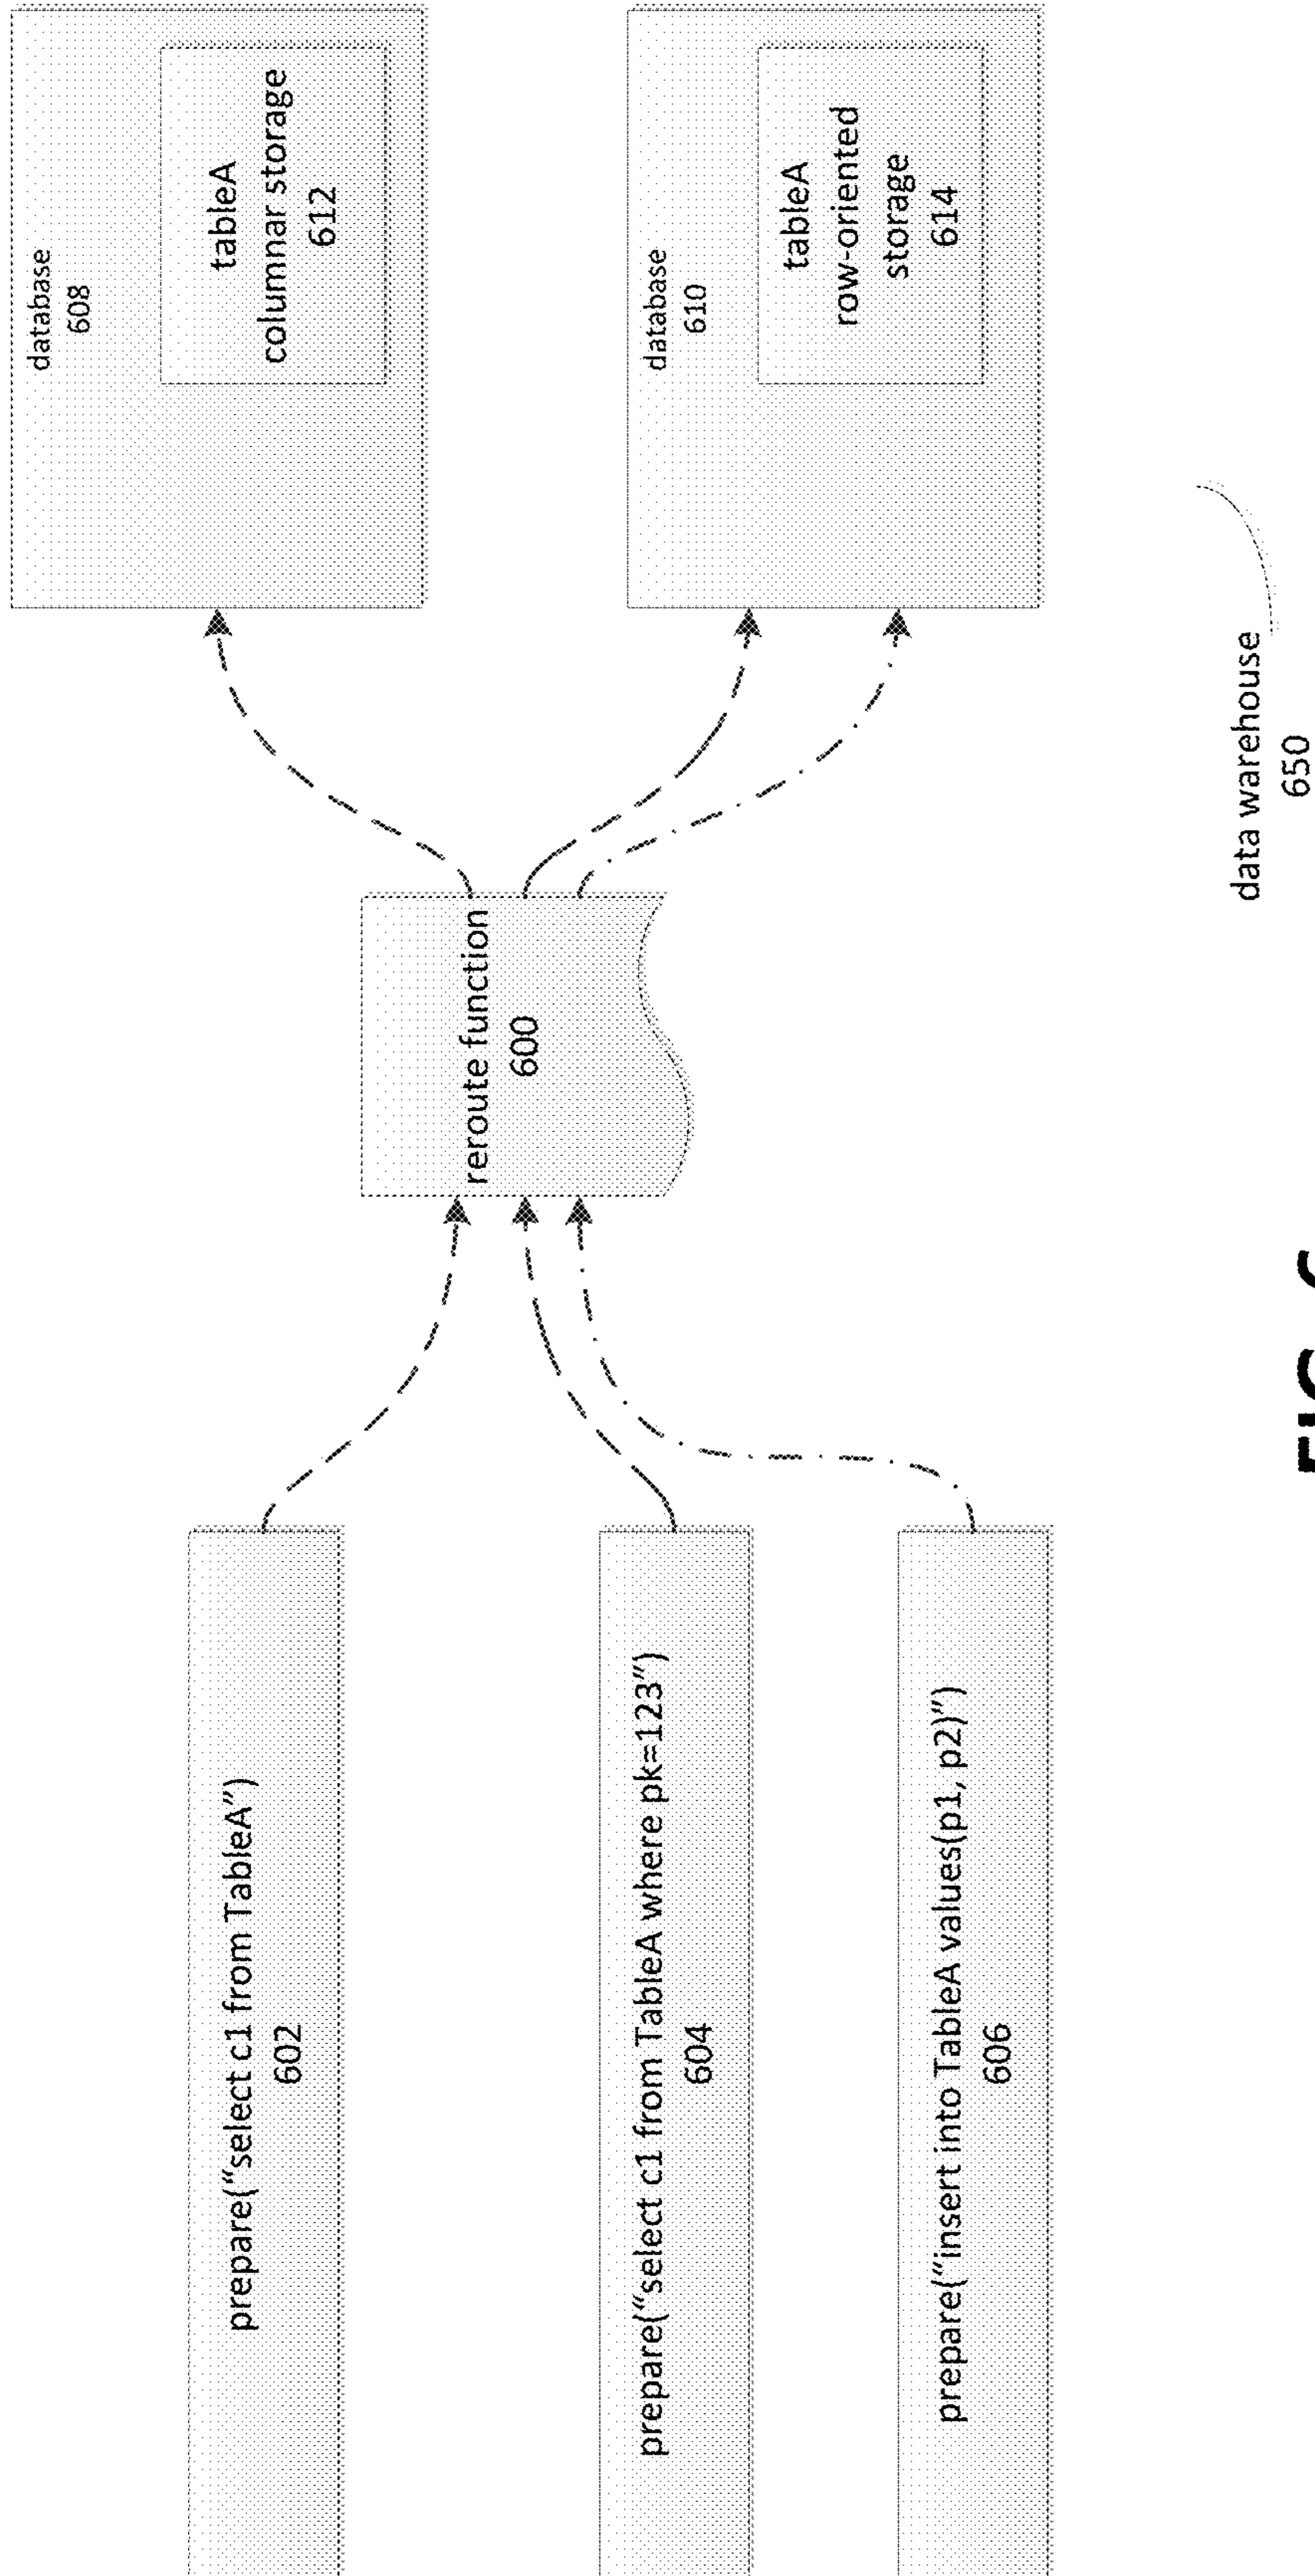 prepare(“select c1 from TableA”)
602
prepare(“select c1 from TableA where pk=123”)
604
prepare(“insert into TableA values(p1, p2)”)
606
reroute function
600
database
608
tableA
columnar storage
612
database
610
tableA
row-oriented
storage
614
data warehouse
650